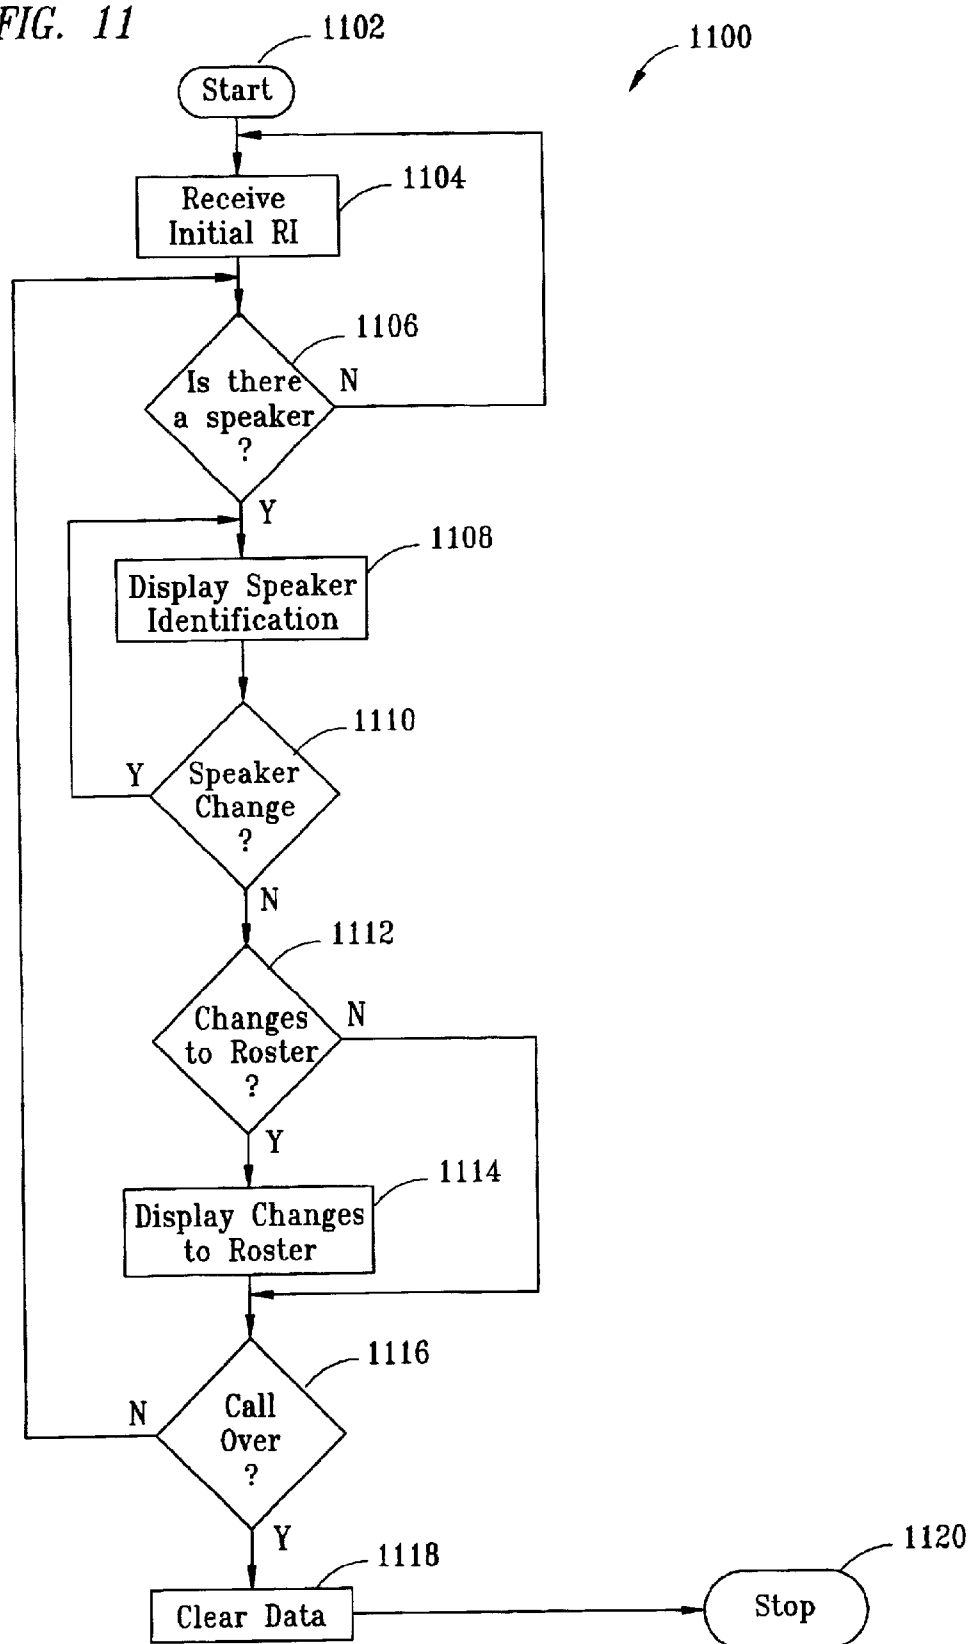 FIG. 11
1102
1100
Start
1104
Receive
Initial RI
1106
Is there
a speaker
?
N
Y
1108
Display Speaker
Identification
1110
Speaker
Change
?
Y
N
1112
Changes
to Roster
?
N
Y
1114
Display Changes
to Roster
1116
Call
Over
?
N
Y
1118
Clear Data
1120
Stop